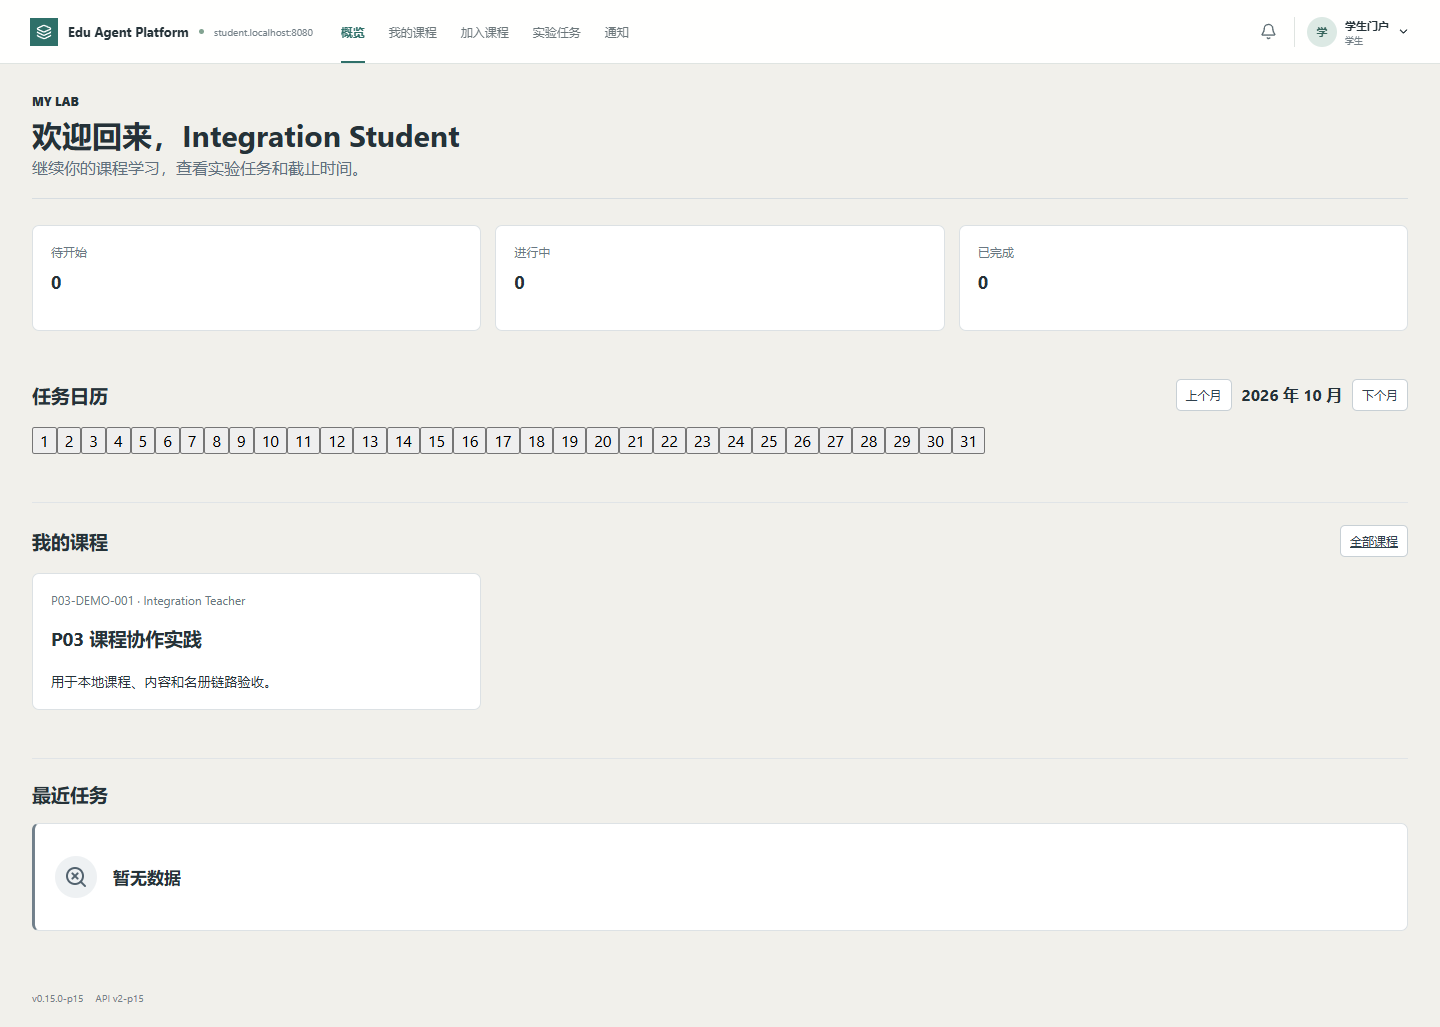 Edu Agent Platform
student.localhost:8080
概览
我的课程
加入课程
实验任务
通知
学
学生门户
学生
MY LAB
欢迎回来，Integration Student
继续你的课程学习，查看实验任务和截止时间。
待开始
0
进行中
0
已完成
0
任务日历
上个月
2026 年 10 月
下个月
1 2 3 4 5 6 7 8 9 10 11 12 13 14 15 16 17 18 19 20 21 22 23 24 25 26 27 28 29 30 31
我的课程
全部课程
P03-DEMO-001 · Integration Teacher
P03 课程协作实践
用于本地课程、内容和名册链路验收。
最近任务
暂无数据
v0.15.0-p15 API v2-p15